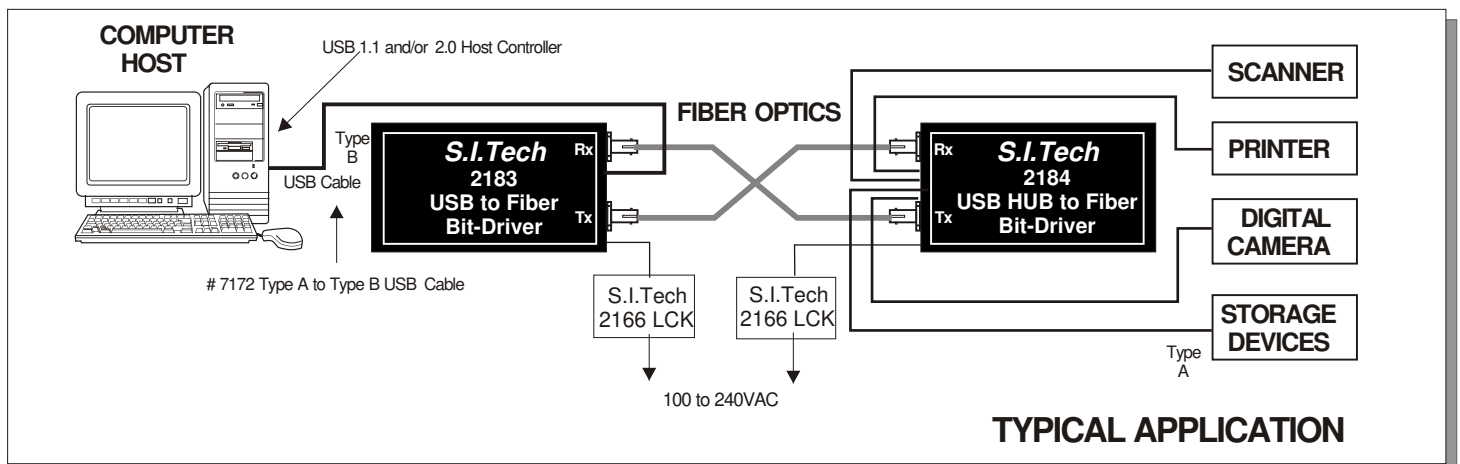 COMPUTER
HOST
USB 1.1 and/or 2.0 Host Controller
Type
B
USB Cable
# 7172 Type A to Type B USB Cable
S.I.Tech
2183
USB to Fiber
Bit-Driver
Rx
Tx
FIBER OPTICS
Rx
Tx
S.I.Tech
2184
USB HUB to Fiber
Bit-Driver
S.I.Tech
2166 LCK
S.I.Tech
2166 LCK
100 to 240VAC
SCANNER
PRINTER
DIGITAL
CAMERA
STORAGE
DEVICES
Type
A
TYPICAL APPLICATION